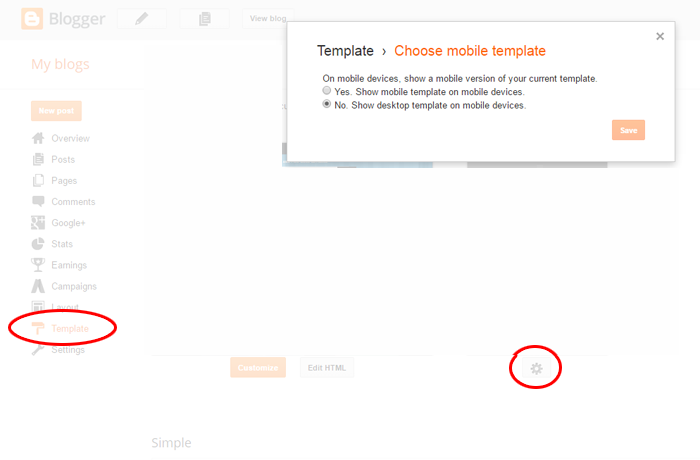 Blogger
View blog
Template › Choose mobile template
On mobile devices, show a mobile version of your current template.
Yes. Show mobile template on mobile devices.
No. Show desktop template on mobile devices.
Save
My blogs
New post
Overview
Posts
Pages
Comments
Google+
Stats
Earnings
Campaigns
Layout
Template
Settings
Customize
Edit HTML
Simple